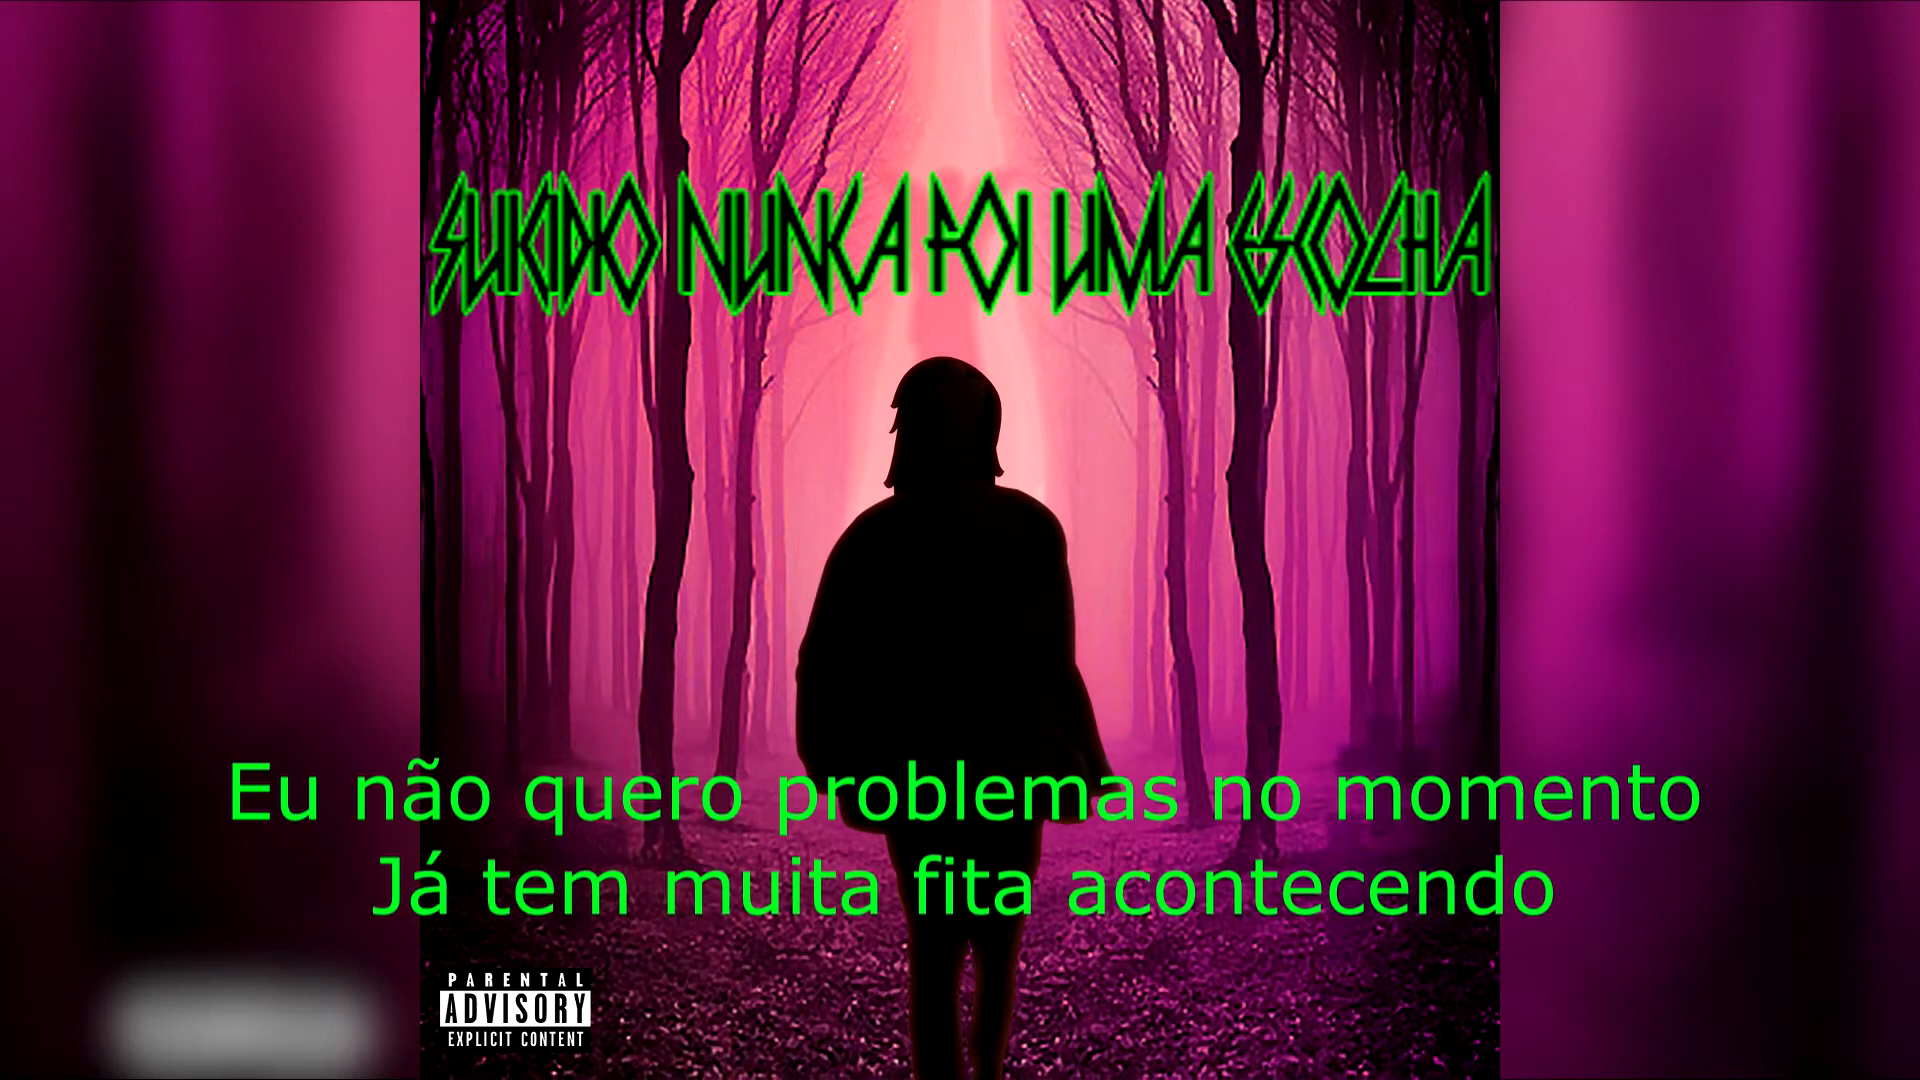 SUICIDIO NUNCA FOI UMA ESCOLHA
Eu não quero problemas no momento
Já tem muita fita acontecendo
PARENTAL
ADVISORY
EXPLICIT CONTENT